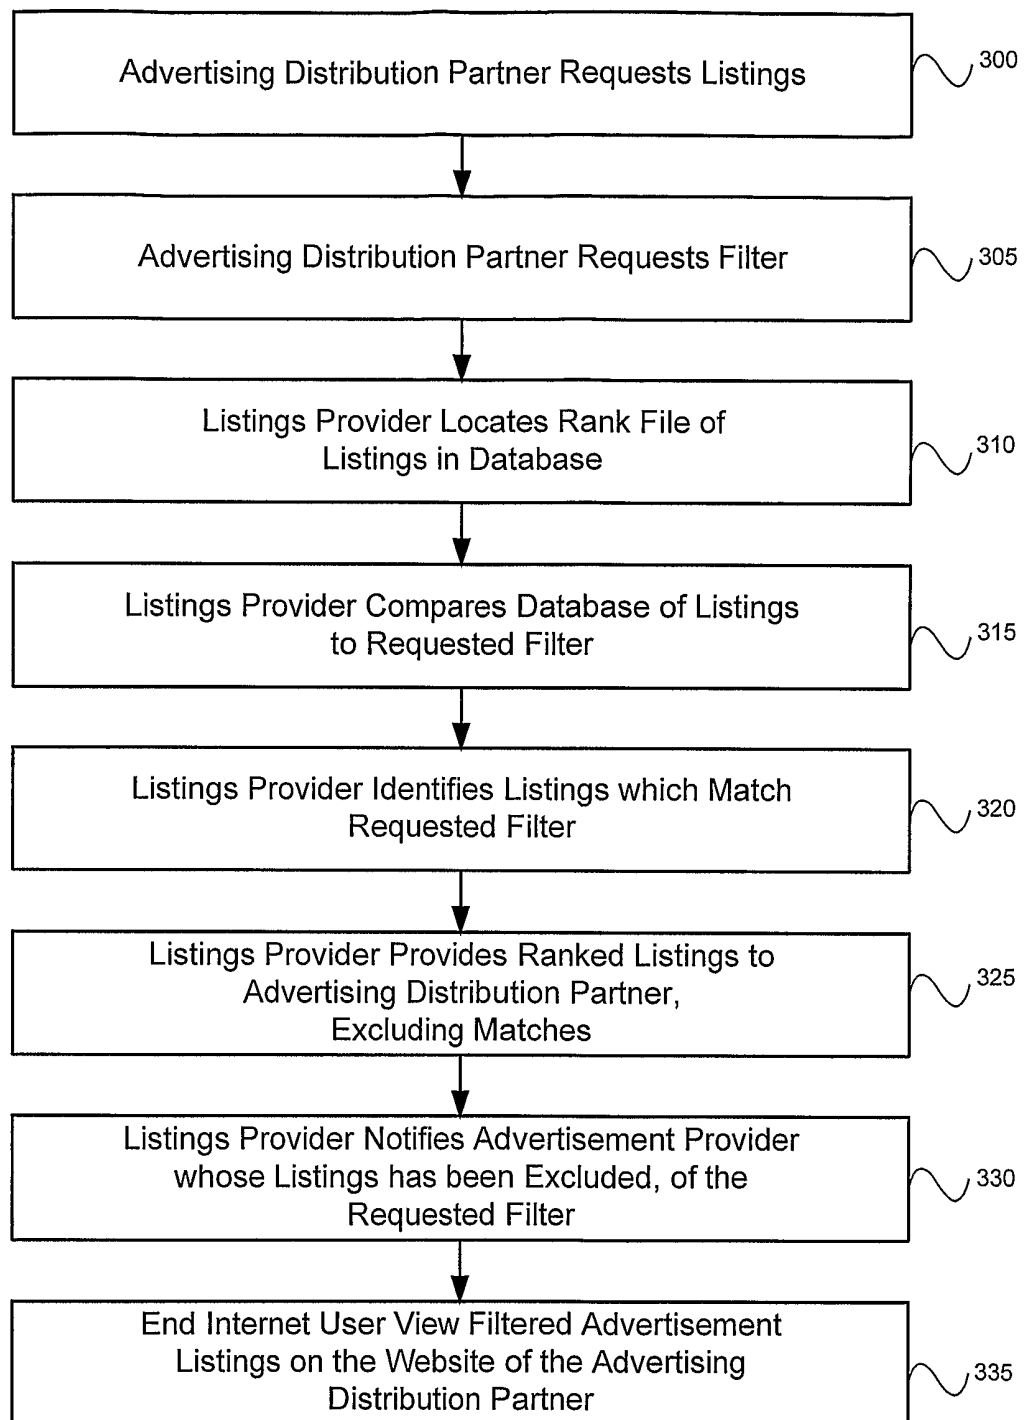 Advertising Distribution Partner Requests Listings
300
Advertising Distribution Partner Requests Filter
305
Listings Provider Locates Rank File of
Listings in Database
310
Listings Provider Compares Database of Listings
to Requested Filter
315
Listings Provider Identifies Listings which Match
Requested Filter
320
Listings Provider Provides Ranked Listings to
Advertising Distribution Partner,
Excluding Matches
325
Listings Provider Notifies Advertisement Provider
whose Listings has been Excluded, of the
Requested Filter
330
End Internet User View Filtered Advertisement
Listings on the Website of the Advertising
Distribution Partner
335